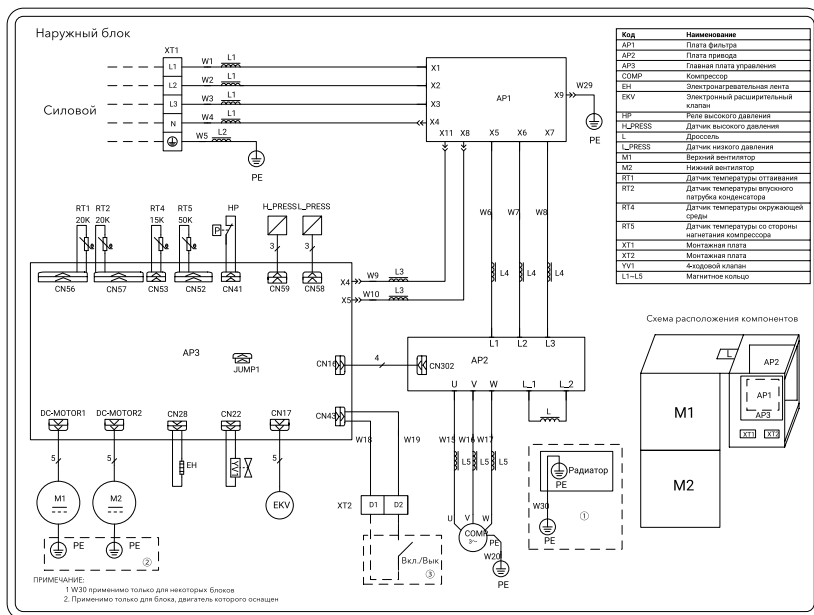 Наружный блок
XT1
L1
W1
L1
X1
L2
W2
L1
X2
L3
W3
L1
X3
N
W4
L1
X4
Силовой
W5
L2
PE
AP1
X9
W29
PE
X11
X8
X5
X6
X7
W6
W7
W8
L4
L4
L4
Код Наименование
AP1 Плата фильтра
AP2 Плата привода
AP3 Главная плата управления
COMP Компрессор
EH Электронагревательная лента
EKV Электронный расширительный
клапан
HP Реле высокого давления
H_PRESS Датчик высокого давления
L Дроссель
L_PRESS Датчик низкого давления
M1 Верхний вентилятор
M2 Нижний вентилятор
RT1 Датчик температуры оттаивания
RT2 Датчик температуры впускного
патрубка конденсатора
RT4 Датчик температуры окружающей
среды
RT5 Датчик температуры со стороны
нагнетания компрессора
XT1 Монтажная плата
XT2 Монтажная плата
YV1 4-ходовой клапан
L1~L5 Магнитное кольцо
RT1 RT2 RT4 RT5 HP H_PRESS L_PRESS
20K 20K 15K 50K
P
3
3
CN56 CN57 CN53 CN52 CN41 CN59 CN58
X4
W9
L3
X5
W10
L3
AP3
JUMP1
CN16
4
CN302
AP2
L1 L2 L3
U V W L_1 L_2
L
DC-MOTOR1 DC-MOTOR2 CN28 CN22 CN17
CN43
5
5
EH
5
M1
M2
EKV
PE
PE
②
W18
W19
XT2
D1
D2
Вкл./Вык
③
W15 W16 W17
L5 L5 L5
U V W
COMP
3~
PE
W20
PE
Радиатор
PE
W30
PE
①
Схема расположения компонентов
L
AP2
AP1
AP3
XT1
XT2
M1
M2
ПРИМЕЧАНИЕ:
1 W30 применимо только для некоторых блоков
2. Применимо только для блока, двигатель которого оснащен